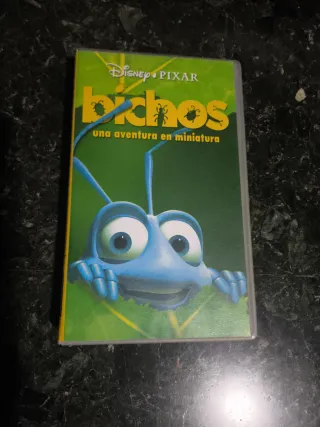 Disney PIXAR
bichos
una aventura en miniatura